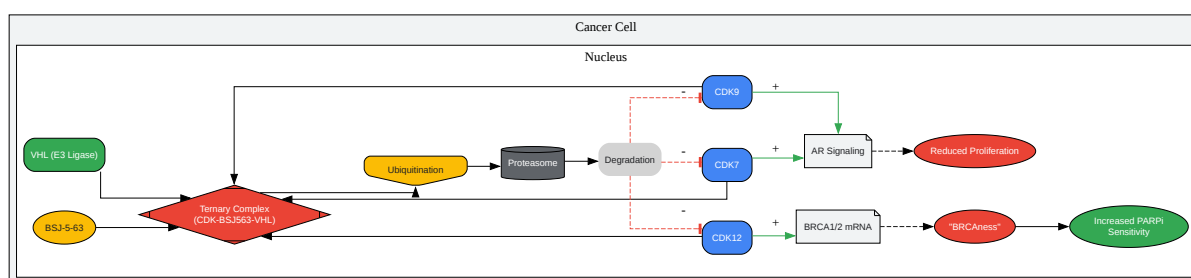 Cancer Cell
Nucleus
CDK9
+
-
VHL (E3 Ligase)
Ubiquitination
Proteasome
Degradation
-
CDK7
+
AR Signaling
Reduced Proliferation
Ternary Complex
(CDK-BSJ563-VHL)
BSJ-5-63
-
CDK12
+
BRCA1/2 mRNA
"BRCAness"
Increased PARPi
Sensitivity